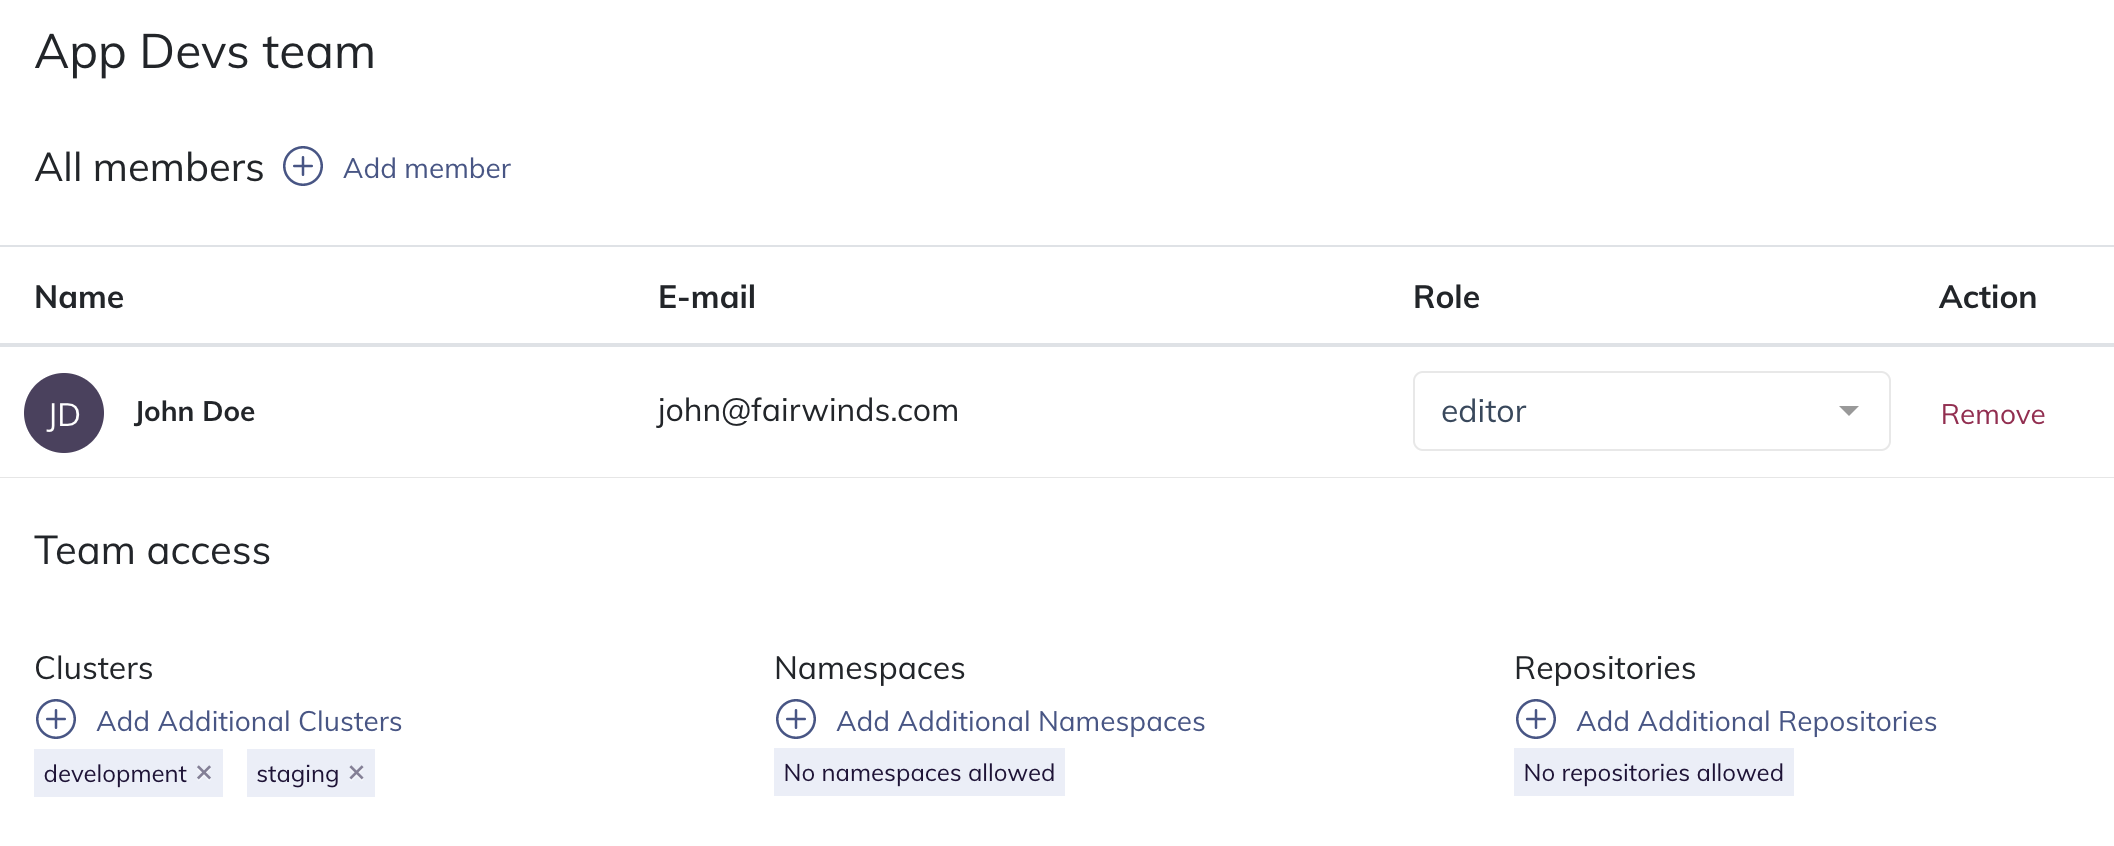 App Devs team
All members Add member
Name E-mail Role Action
JD John Doe john@fairwinds.com editor Remove
Team access
Clusters Namespaces Repositories
Add Additional Clusters Add Additional Namespaces Add Additional Repositories
development × staging × No namespaces allowed No repositories allowed